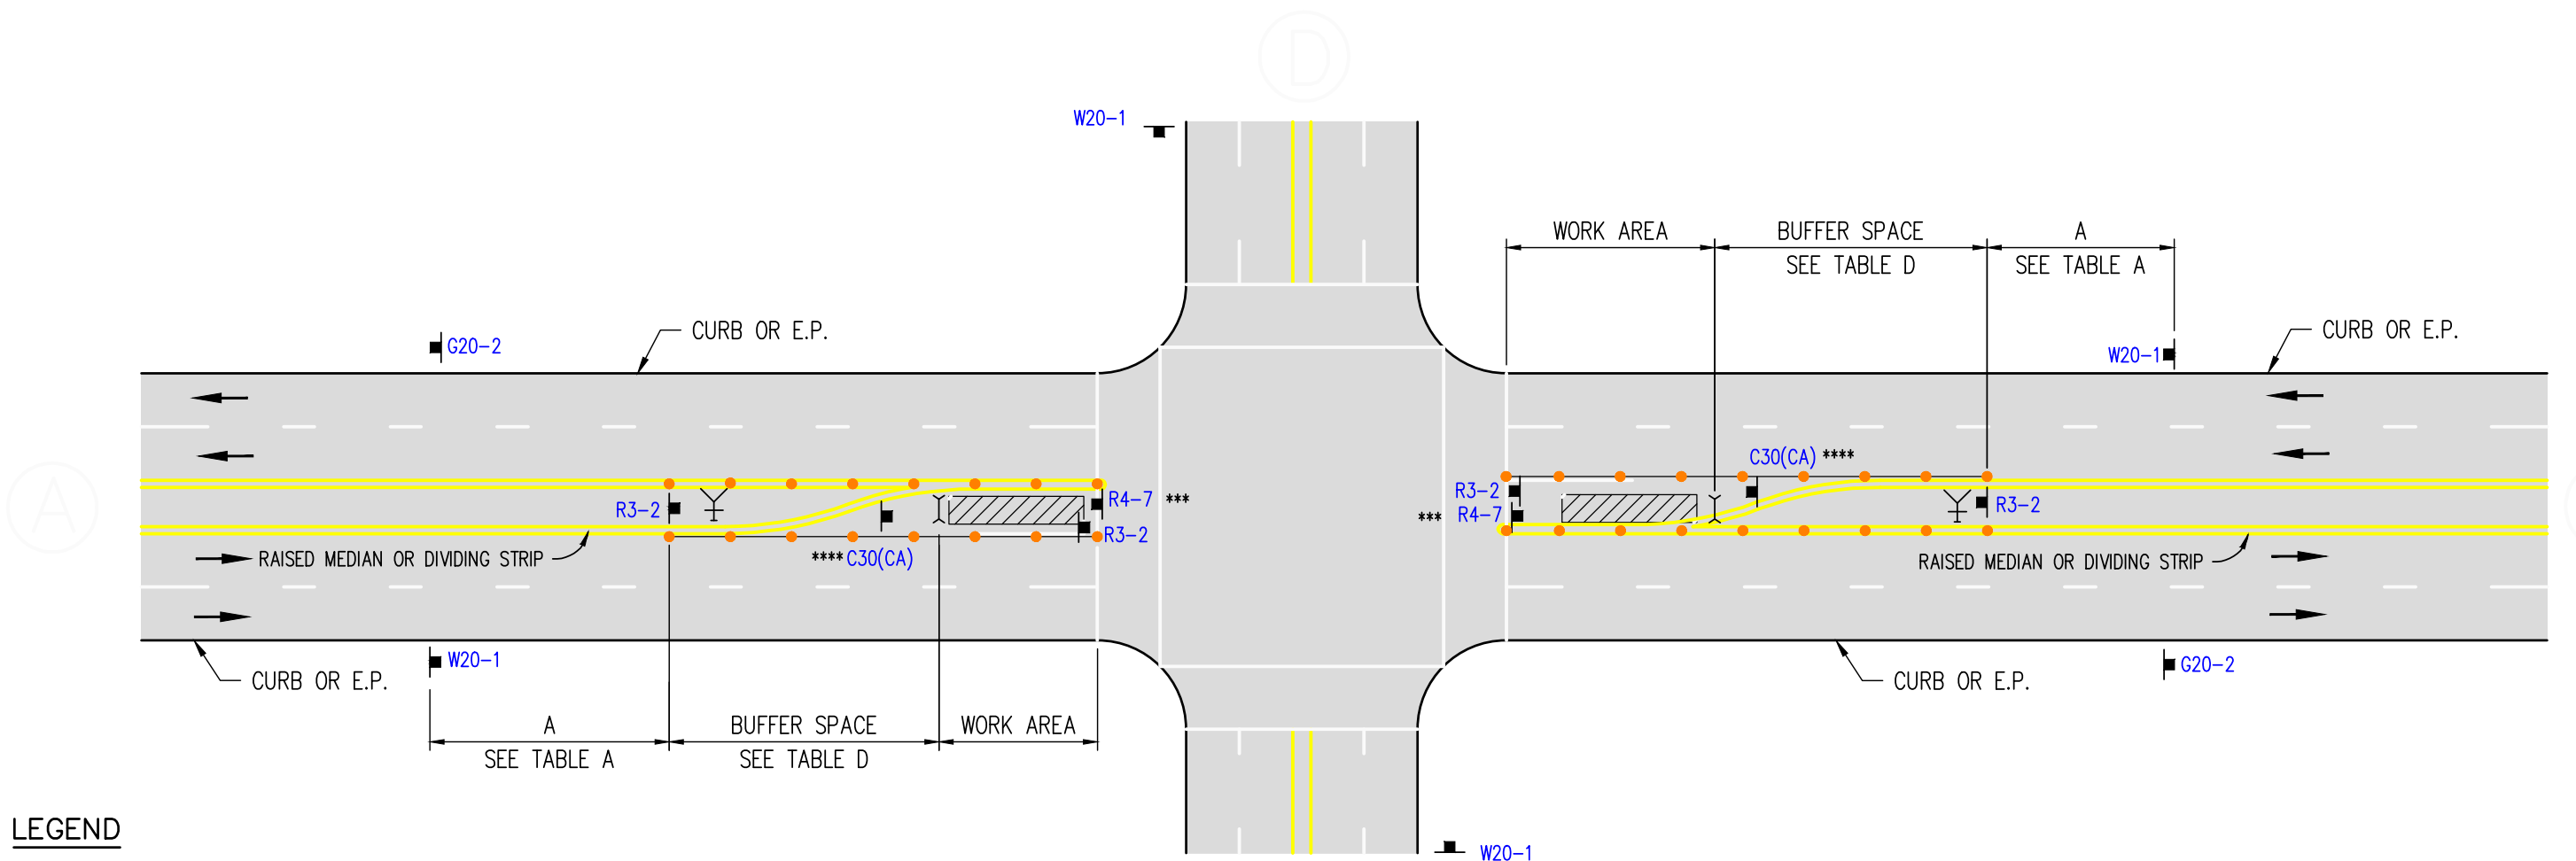 D
W20-1
WORK AREA
BUFFER SPACE
SEE TABLE D
A
SEE TABLE A
G20-2
CURB OR E.P.
W20-1
CURB OR E.P.
A
R3-2
R4-7 ***
R3-2
**** C30(CA)
RAISED MEDIAN OR DIVIDING STRIP
C30(CA) ****
R3-2
*** R4-7
R3-2
RAISED MEDIAN OR DIVIDING STRIP
W20-1
CURB OR E.P.
G20-2
CURB OR E.P.
A
SEE TABLE A
BUFFER SPACE
SEE TABLE D
WORK AREA
LEGEND
W20-1